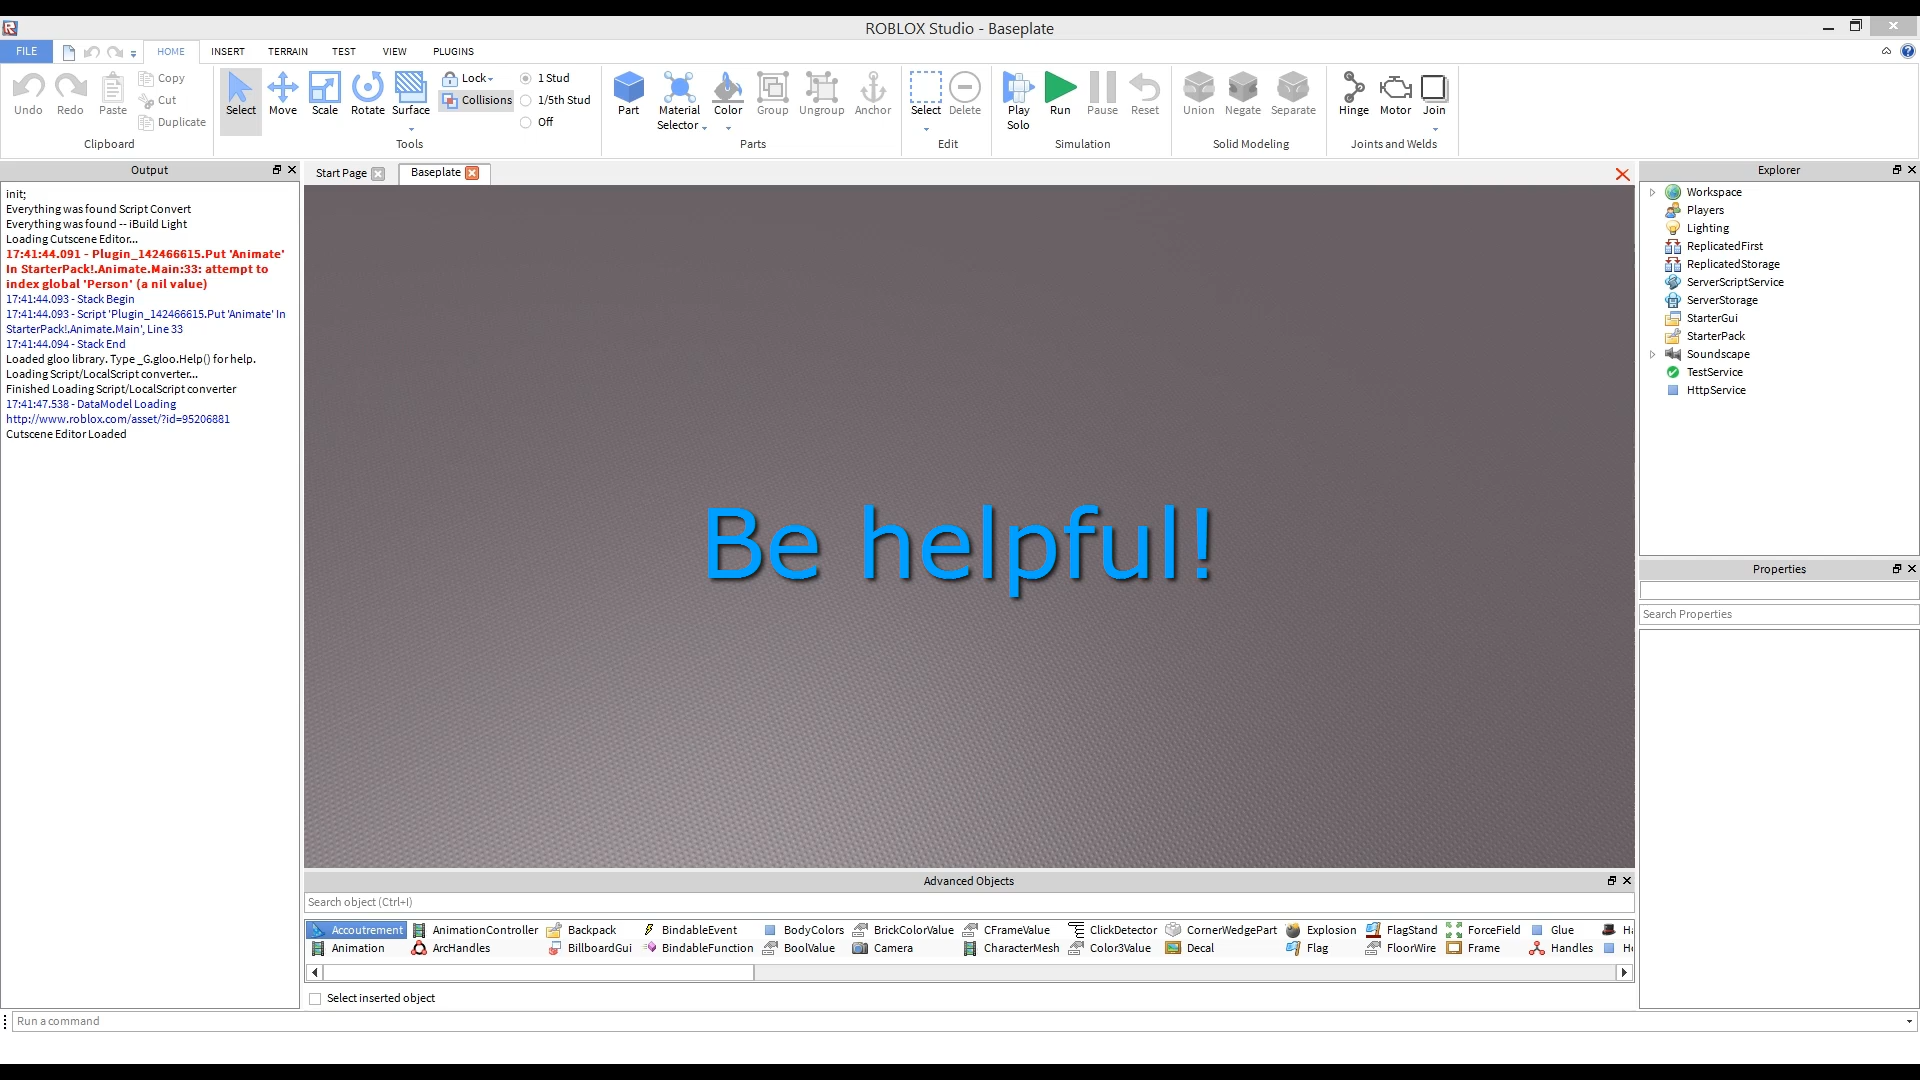 ROBLOX Studio - Baseplate
FILE
HOME
INSERT
TERRAIN
TEST
VIEW
PLUGINS
Undo
Redo
Paste
Copy
Cut
Duplicate
Clipboard
Select
Move
Scale
Rotate
Surface
Lock
Collisions
1 Stud
1/5th Stud
Off
Tools
Part
Material
Selector
Color
Group
Ungroup
Anchor
Parts
Select
Delete
Edit
Play
Solo
Run
Pause
Reset
Simulation
Union
Negate
Separate
Solid Modeling
Hinge
Motor
Join
Joints and Welds
Output
init;
Everything was found Script Convert
Everything was found -- iBuild Light
Loading Cutscene Editor...
17:41:44.091 - Plugin_142466615.Put 'Animate'
In StarterPack!.Animate.Main:33: attempt to
index global 'Person' (a nil value)
17:41:44.093 - Stack Begin
17:41:44.093 - Script 'Plugin_142466615.Put 'Animate' In
StarterPack!.Animate.Main', Line 33
17:41:44.094 - Stack End
Loaded gloo library. Type _G.gloo.Help() for help.
Loading Script/LocalScript converter...
Finished Loading Script/LocalScript converter
17:41:47.538 - DataModel Loading
http://www.roblox.com/asset/?id=95206881
Cutscene Editor Loaded
Start Page
Baseplate
Be helpful!
Explorer
Workspace
Players
Lighting
ReplicatedFirst
ReplicatedStorage
ServerScriptService
ServerStorage
StarterGui
StarterPack
Soundscape
TestService
HttpService
Properties
Search Properties
Advanced Objects
Search object (Ctrl+I)
Accoutrement AnimationController Backpack BindableEvent BodyColors BrickColorValue CFrameValue ClickDetector CornerWedgePart Explosion FlagStand ForceField Glue
Animation ArcHandles BillboardGui BindableFunction BoolValue Camera CharacterMesh Color3Value Decal Flag FloorWire Frame Handles
Select inserted object
Run a command